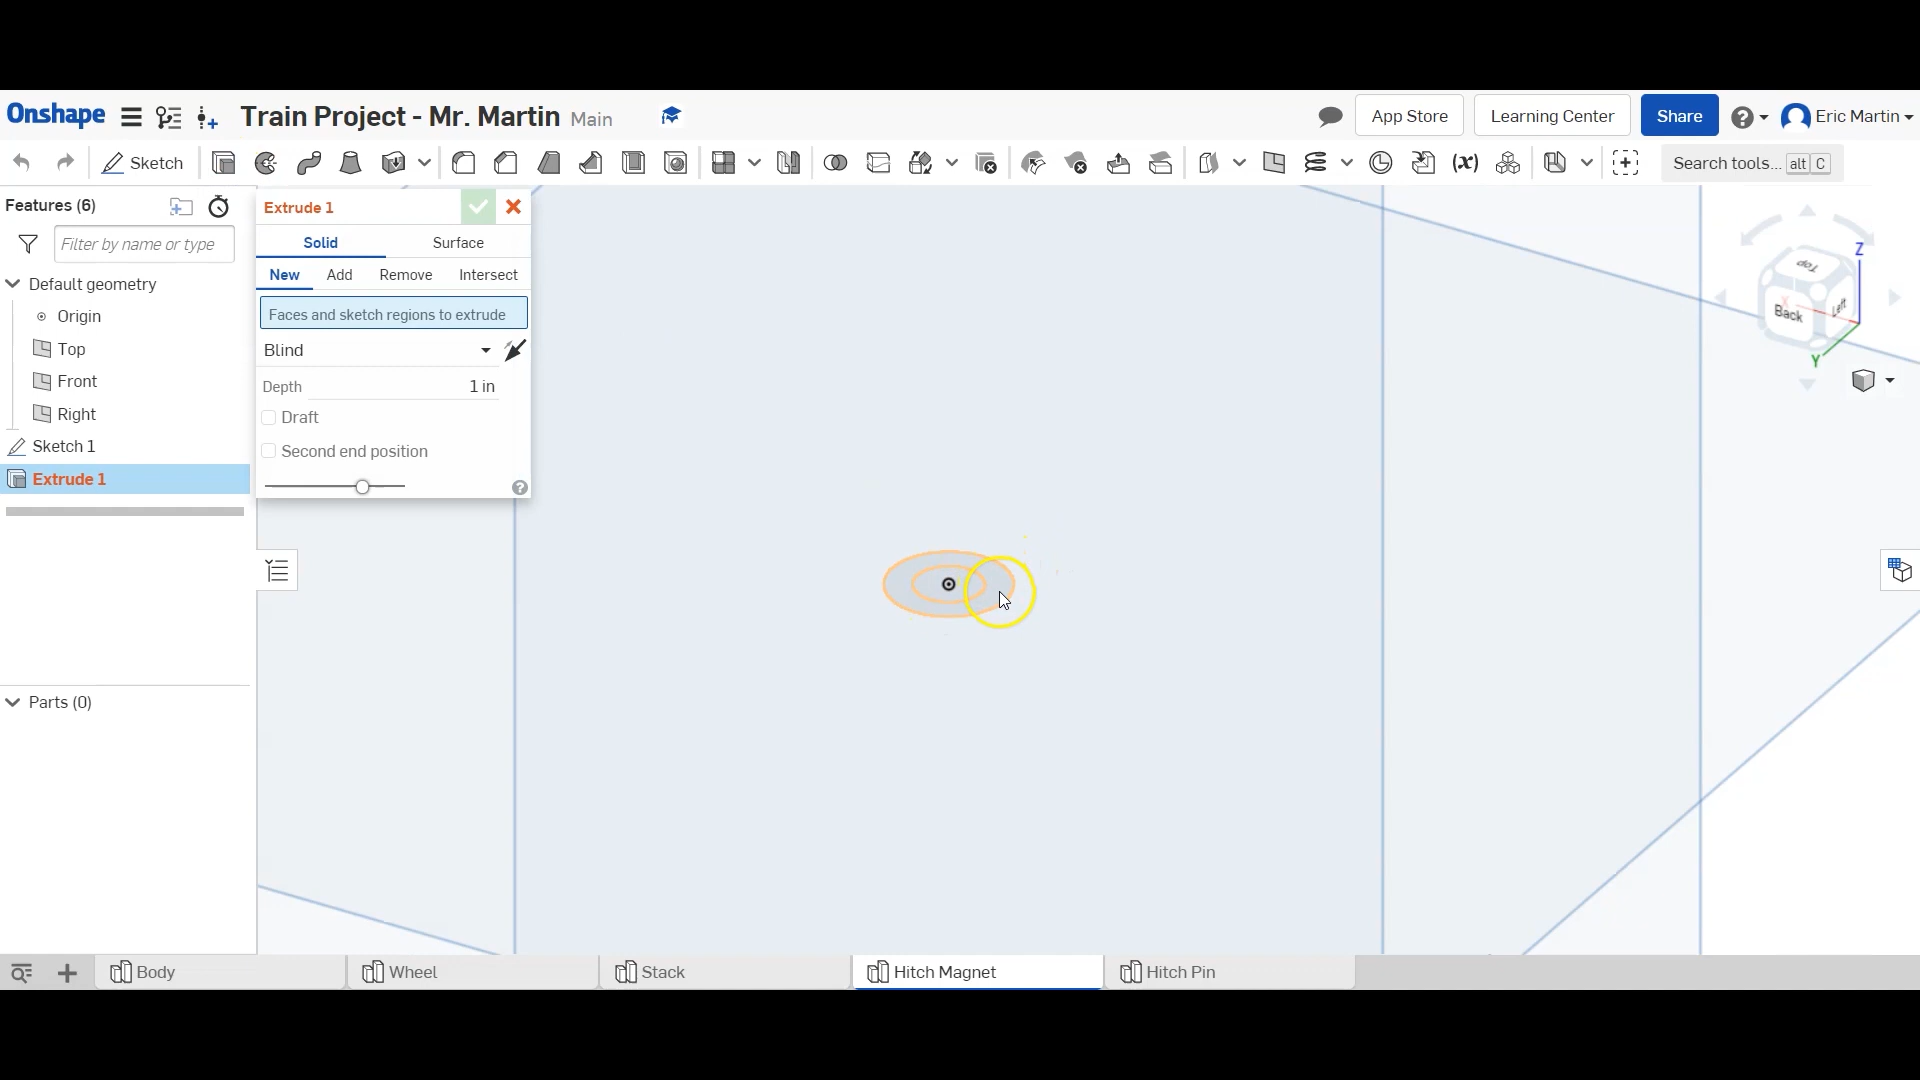 Onshape Train Project - Mr. Martin Main App Store Learning Center Share Eric Martin
Sketch Search tools... alt C
Features (6)
Filter by name or type
Default geometry
Origin
Top
Front
Right
Sketch 1
Extrude 1
Parts (0)
Extrude 1
Solid Surface
New Add Remove Intersect
Faces and sketch regions to extrude
Blind
Depth 1 in
Draft
Second end position
Z
Top
X
Back Left
Y
Body Wheel Stack Hitch Magnet Hitch Pin